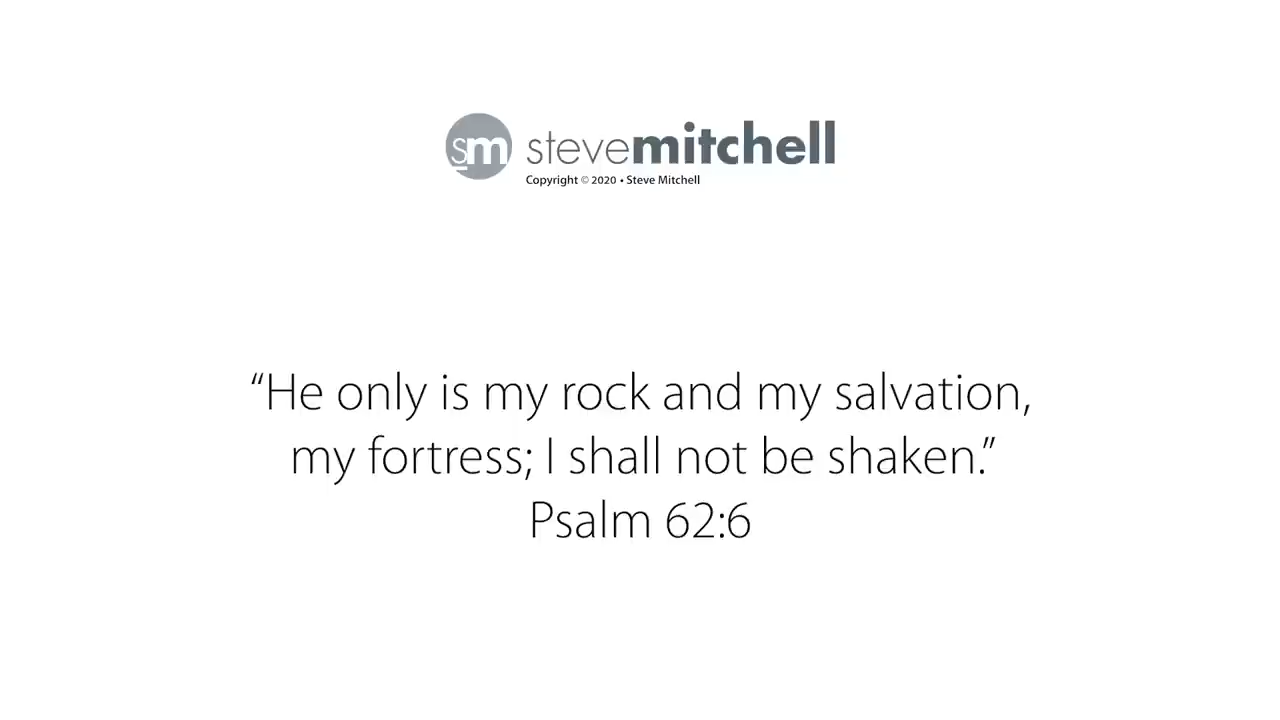 sm stevemitchell
Copyright © 2020 • Steve Mitchell
“He only is my rock and my salvation,
my fortress; I shall not be shaken.”
Psalm 62:6